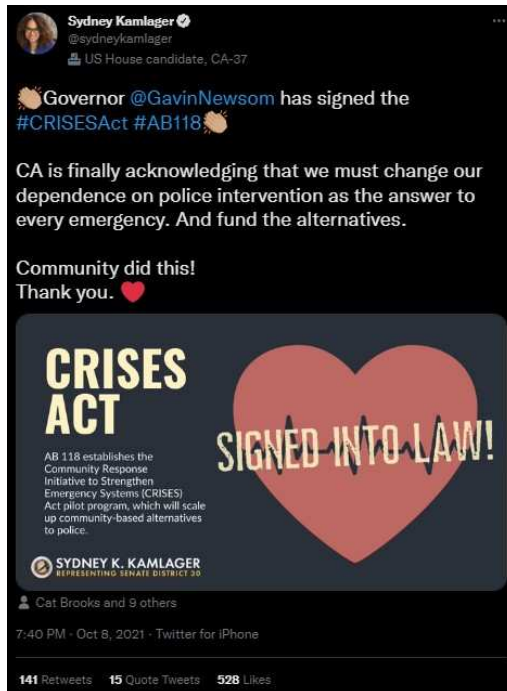 Sydney Kamlager
@sydneykamlager
US House candidate, CA-37
👏🏽Governor @GavinNewsom has signed the
#CRISESAct #AB118👏🏽
CA is finally acknowledging that we must change our
dependence on police intervention as the answer to
every emergency. And fund the alternatives.
Community did this!
Thank you. ❤️
CRISES
ACT
AB 118 establishes the
Community Response
Initiative to Strengthen
Emergency Systems (CRISES)
Act pilot program, which will scale
up community-based alternatives
to police.
SIGNED INTO LAW!
SYDNEY K. KAMLAGER
REPRESENTING SENATE DISTRICT 30
Cat Brooks and 9 others
7:40 PM · Oct 8, 2021 · Twitter for iPhone
141 Retweets 15 Quote Tweets 528 Likes